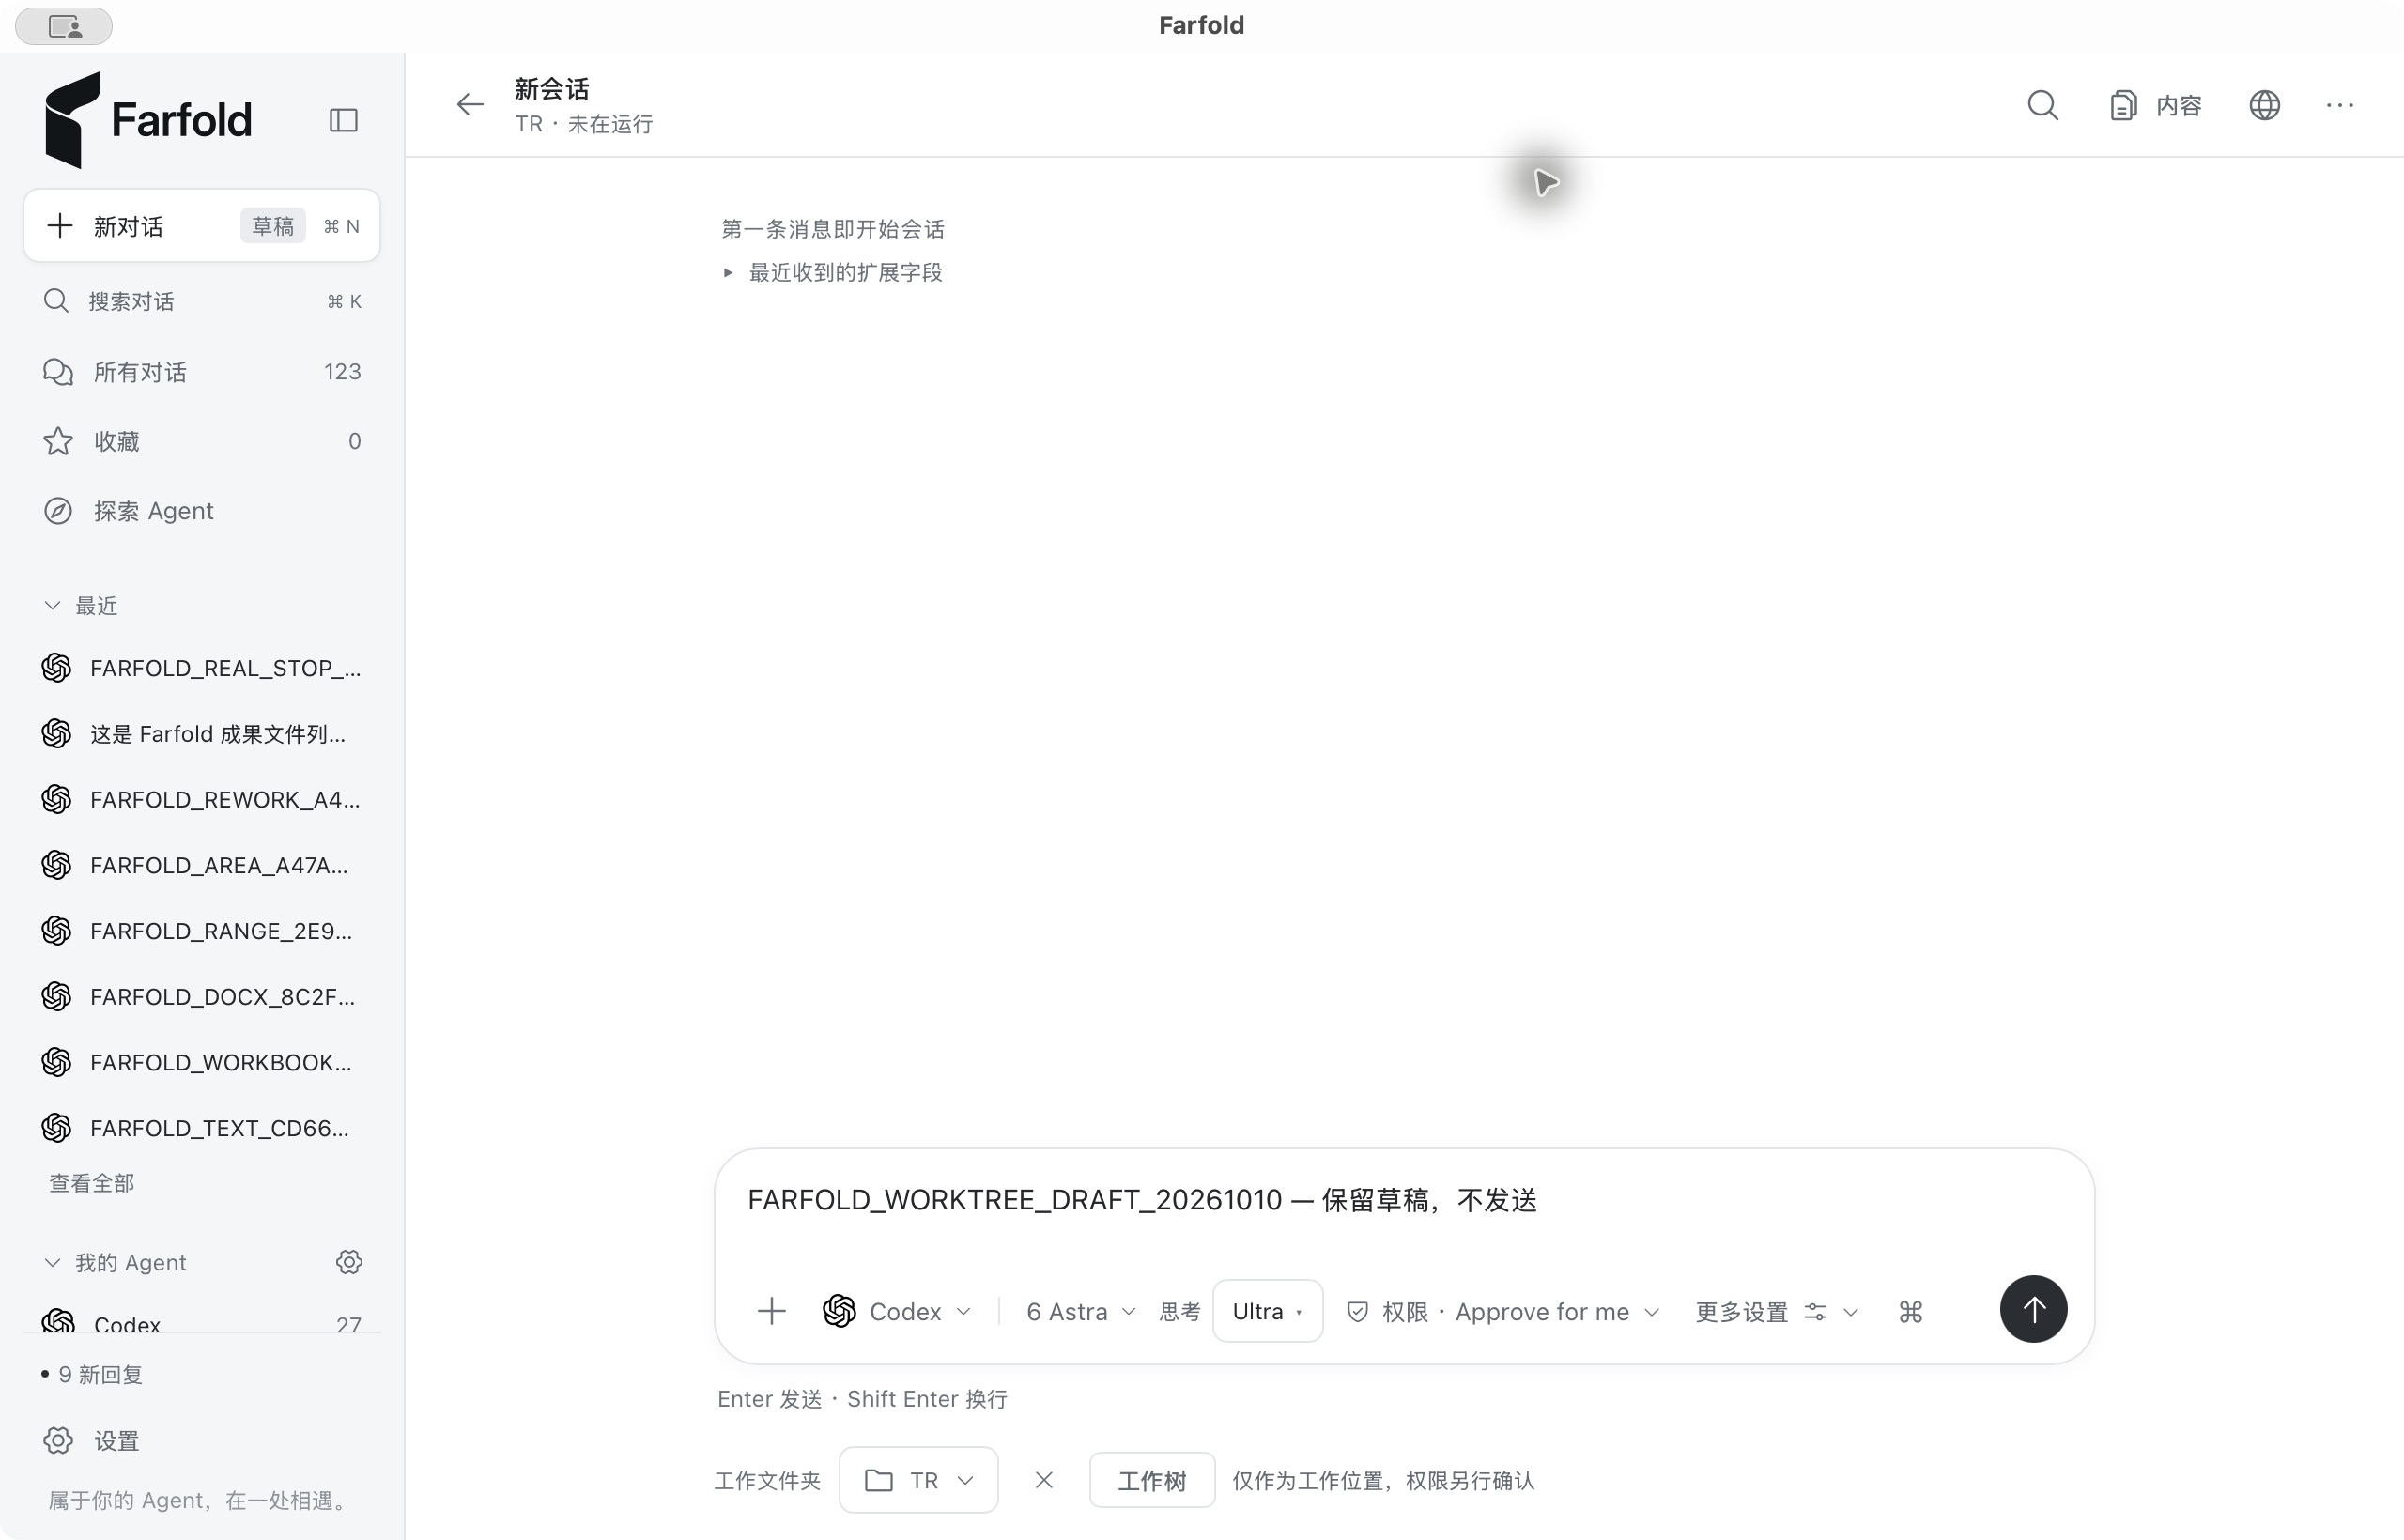 Farfold
Farfold
新对话 草稿 ⌘ N
搜索对话 ⌘ K
所有对话 123
收藏 0
探索 Agent
最近
FARFOLD_REAL_STOP_...
这是 Farfold 成果文件列...
FARFOLD_REWORK_A4...
FARFOLD_AREA_A47A...
FARFOLD_RANGE_2E9...
FARFOLD_DOCX_8C2F...
FARFOLD_WORKBOOK...
FARFOLD_TEXT_CD66...
查看全部
我的 Agent
Codex 27
9 新回复
设置
属于你的 Agent，在一处相遇。
新会话
TR · 未在运行
内容
第一条消息即开始会话
最近收到的扩展字段
FARFOLD_WORKTREE_DRAFT_20261010 — 保留草稿，不发送
Codex 6 Astra 思考 Ultra 权限 · Approve for me 更多设置 ⌘
Enter 发送 · Shift Enter 换行
工作文件夹 TR 工作树 仅作为工作位置，权限另行确认